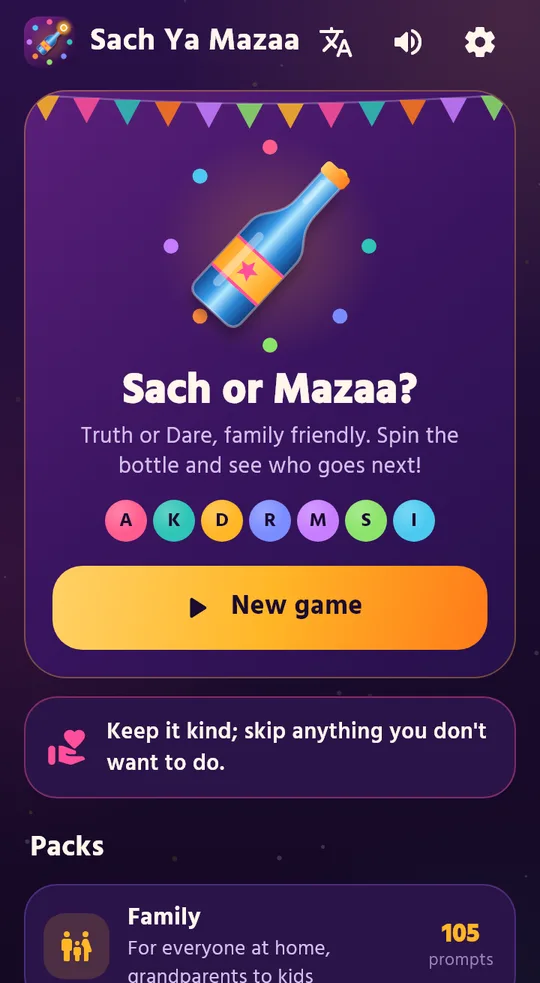 Sach Ya Mazaa
Sach or Mazaa?
Truth or Dare, family friendly. Spin the
bottle and see who goes next!
A K D R M S I
New game
Keep it kind; skip anything you don't
want to do.
Packs
Family
For everyone at home,
grandparents to kids
105
prompts